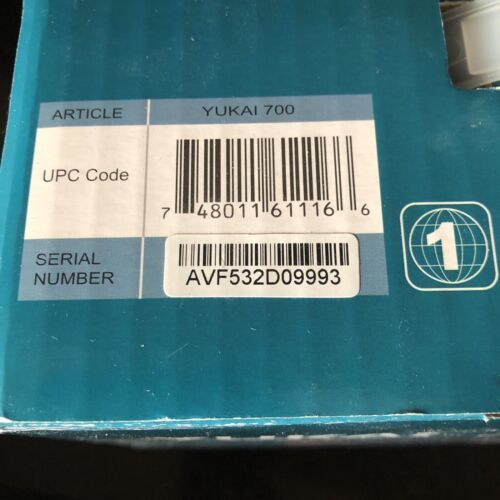 ARTICLE YUKAI 700
UPC Code
7 48011 61116 6
SERIAL
NUMBER
AVF532D09993
1